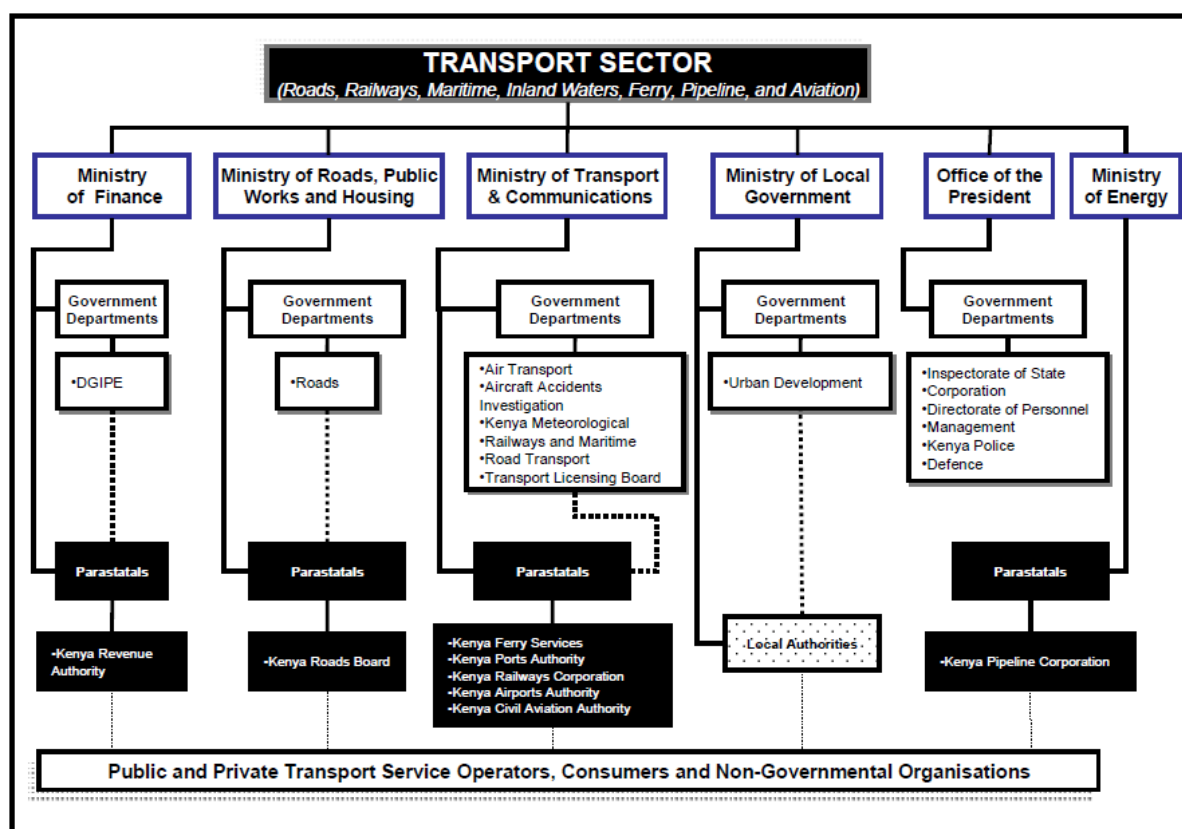 TRANSPORT SECTOR
(Roads, Railways, Maritime, Inland Waters, Ferry, Pipeline, and Aviation)
Ministry
of Finance
Ministry of Roads, Public
Works and Housing
Ministry of Transport
& Communications
Ministry of Local
Government
Office of the
President
Ministry
of Energy
Government
Departments
Government
Departments
Government
Departments
Government
Departments
Government
Departments
•DGIPE
•Roads
•Air Transport
•Aircraft Accidents
Investigation
•Kenya Meteorological
•Railways and Maritime
•Road Transport
•Transport Licensing Board
•Urban Development
•Inspectorate of State
•Corporation
•Directorate of Personnel
•Management
•Kenya Police
•Defence
Parastatals
Parastatals
Parastatals
Parastatals
•Kenya Revenue
Authority
•Kenya Roads Board
•Kenya Ferry Services
•Kenya Ports Authority
•Kenya Railways Corporation
•Kenya Airports Authority
•Kenya Civil Aviation Authority
Local Authorities
•Kenya Pipeline Corporation
Public and Private Transport Service Operators, Consumers and Non-Governmental Organisations